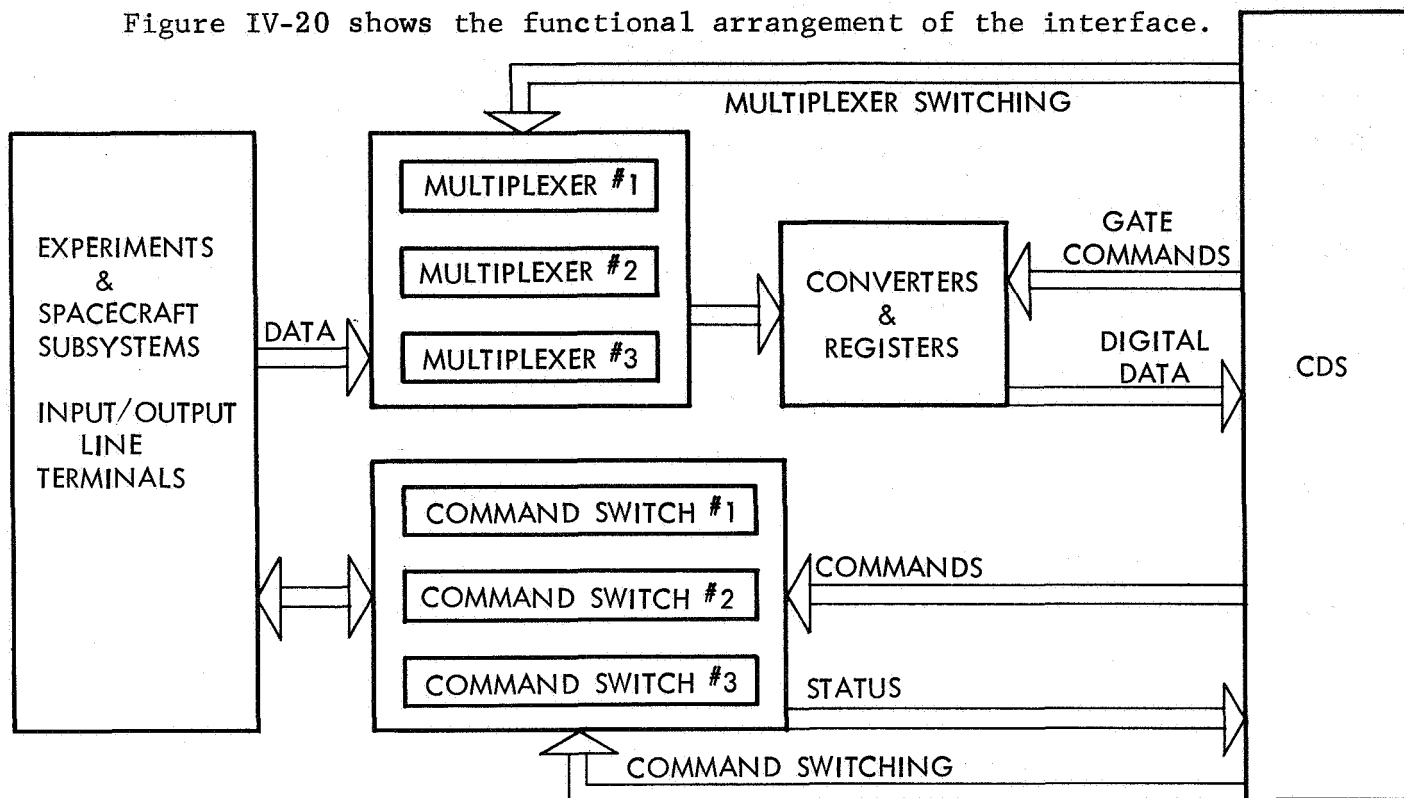 Figure IV-20 shows the functional arrangement of the interface.
MULTIPLEXER SWITCHING
EXPERIMENTS
&
SPACECRAFT
SUBSYSTEMS
INPUT/OUTPUT
LINE
TERMINALS
DATA
MULTIPLEXER #1
MULTIPLEXER #2
MULTIPLEXER #3
CONVERTERS
&
REGISTERS
GATE
COMMANDS
DIGITAL
DATA
CDS
COMMAND SWITCH #1
COMMAND SWITCH #2
COMMAND SWITCH #3
COMMANDS
STATUS
COMMAND SWITCHING